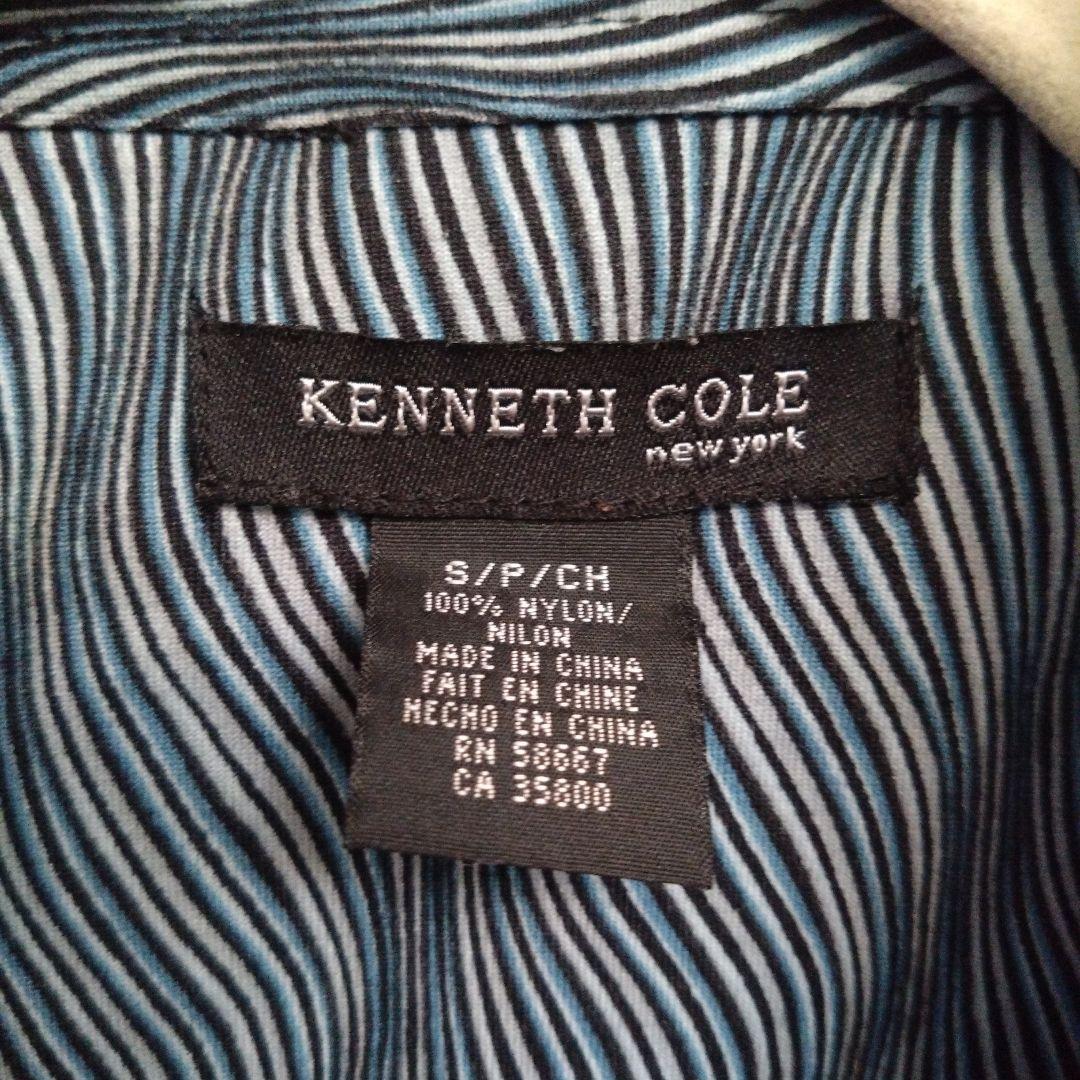 KENNETH COLE
new york
S/P/CH
100% NYLON/
NILON
MADE IN CHINA
FAIT EN CHINE
HECHO EN CHINA
RN 58667
CA 35800